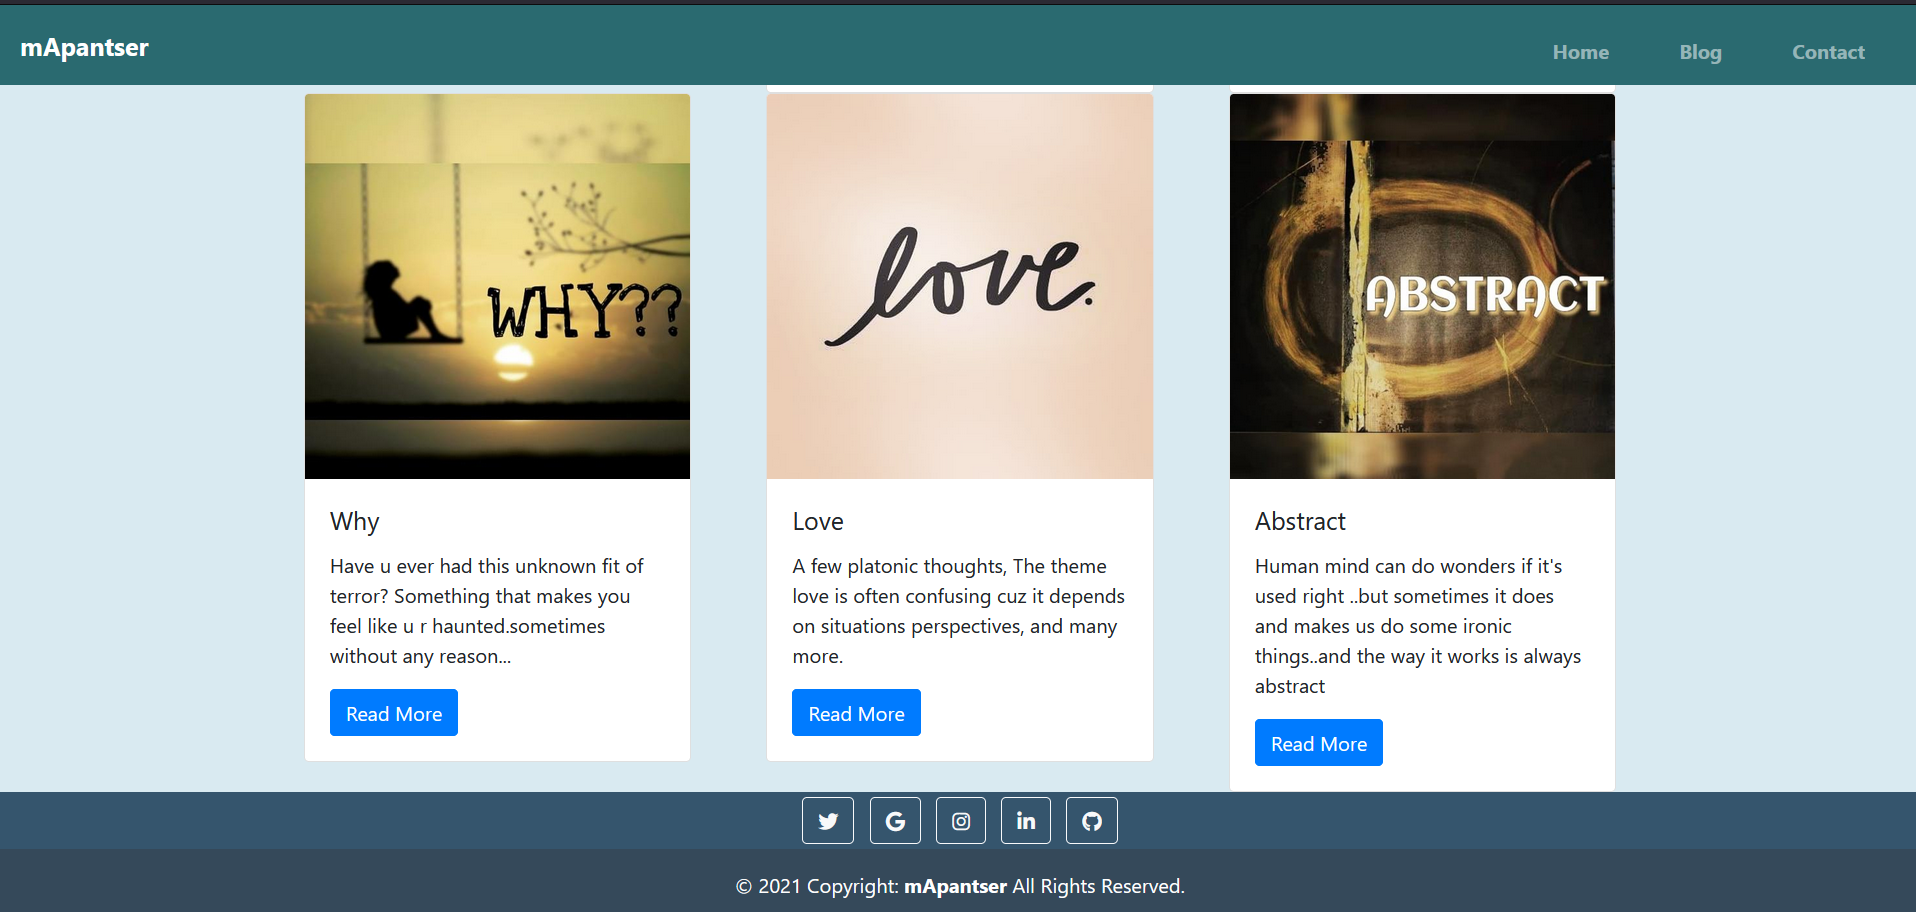 mApantser
Home Blog Contact
WHY??
love.
ABSTRACT
Why
Have u ever had this unknown fit of
terror? Something that makes you
feel like u r haunted.sometimes
without any reason...
Read More
Love
A few platonic thoughts, The theme
love is often confusing cuz it depends
on situations perspectives, and many
more.
Read More
Abstract
Human mind can do wonders if it's
used right ..but sometimes it does
and makes us do some ironic
things..and the way it works is always
abstract
Read More
© 2021 Copyright: mApantser All Rights Reserved.